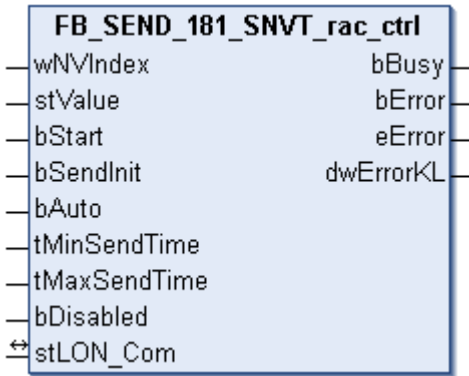 FB_SEND_181_SNVT_rac_ctrl
wNVIndex bBusy
stValue bError
bStart eError
bSendInit dwErrorKL
bAuto
tMinSendTime
tMaxSendTime
bDisabled
stLON_Com